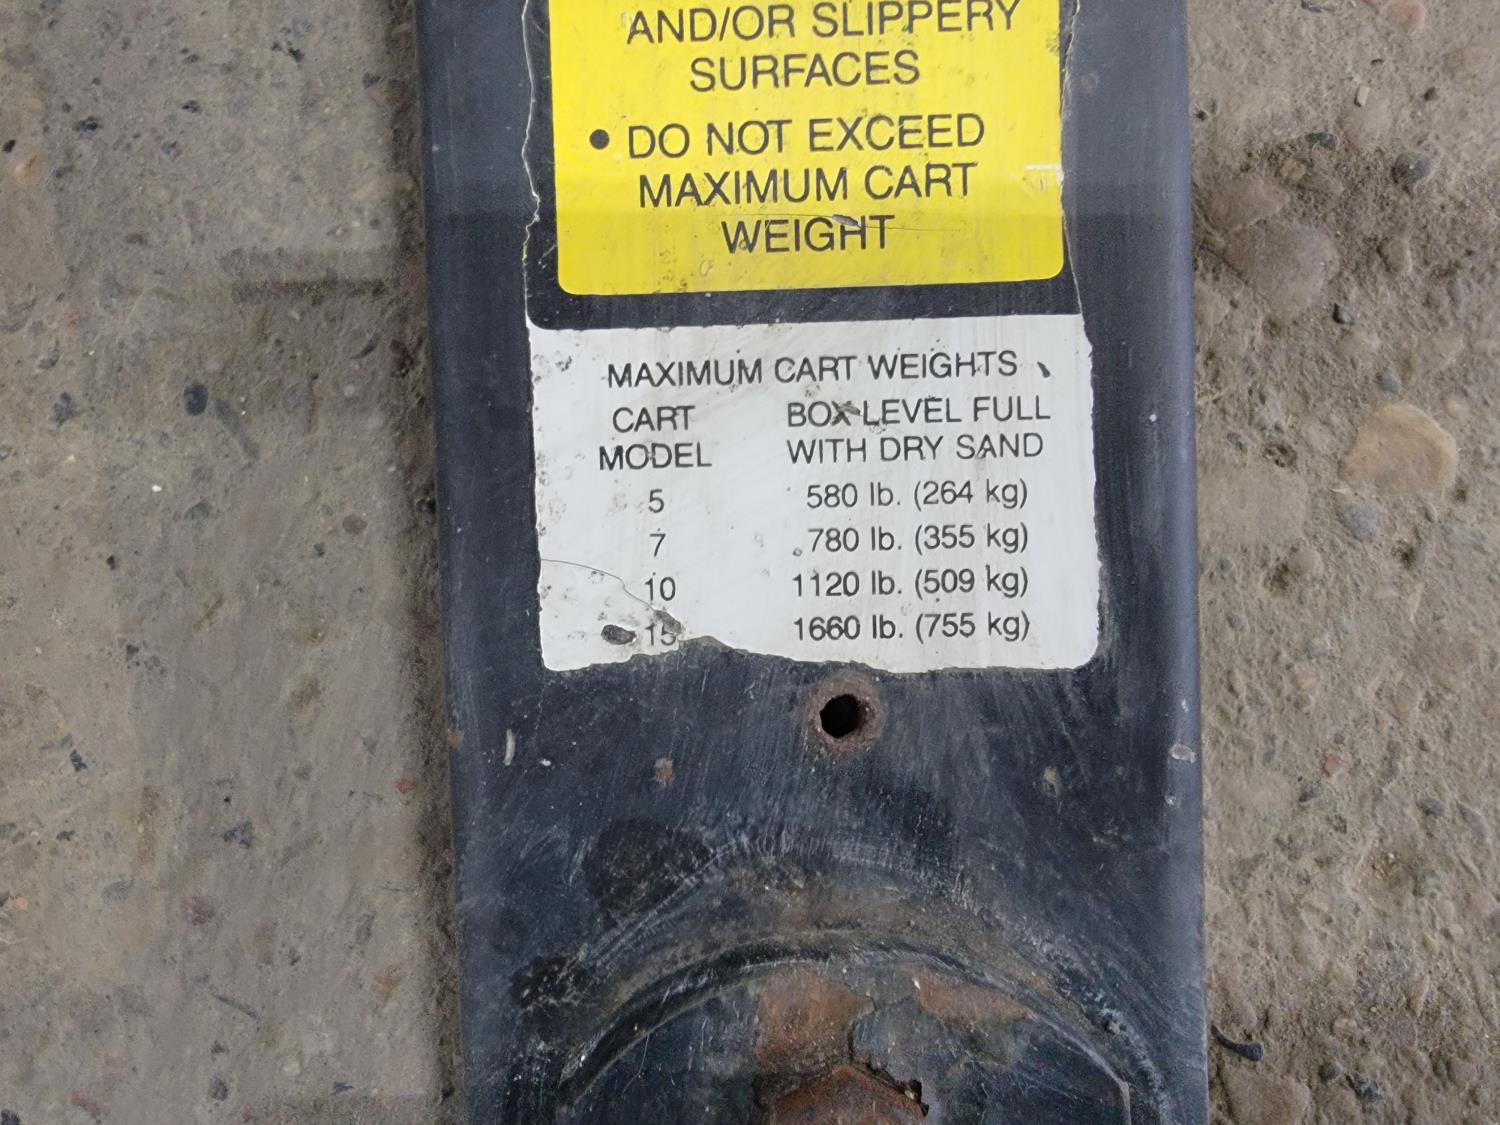 AND/OR SLIPPERY
SURFACES
• DO NOT EXCEED
MAXIMUM CART
WEIGHT
MAXIMUM CART WEIGHTS
CART BOX LEVEL FULL
MODEL WITH DRY SAND
5 580 lb. (264 kg)
7 780 lb. (355 kg)
10 1120 lb. (509 kg)
15 1660 lb. (755 kg)